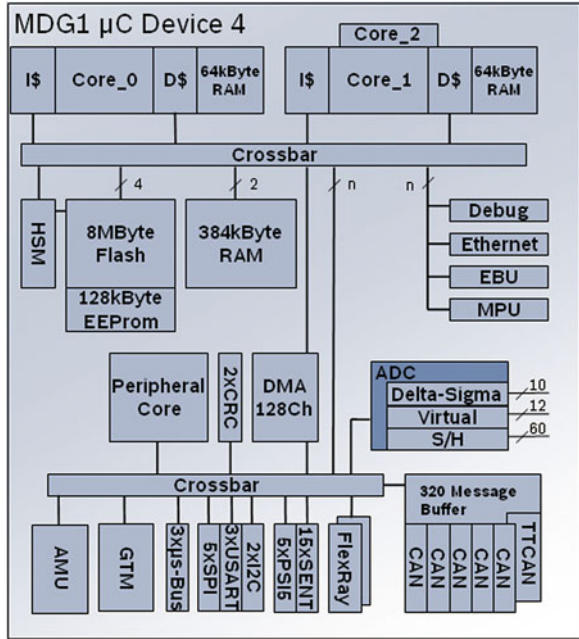 MDG1 µC Device 4
Core_2
I$
Core_0
D$
64kByte
RAM
I$
Core_1
D$
64kByte
RAM
Crossbar
4
2
n
n
HSM
8MByte
Flash
128kByte
EEProm
384kByte
RAM
Debug
Ethernet
EBU
MPU
Peripheral
Core
2xCRC
DMA
128Ch
ADC
Delta-Sigma
10
Virtual
12
S/H
60
Crossbar
AMU
GTM
3xµs-Bus
5xSPI
3xUSART
2xI2C
5xPSI5
15xSENT
FlexRay
320 Message
Buffer
CAN
CAN
CAN
CAN
CAN
CAN
TTCAN